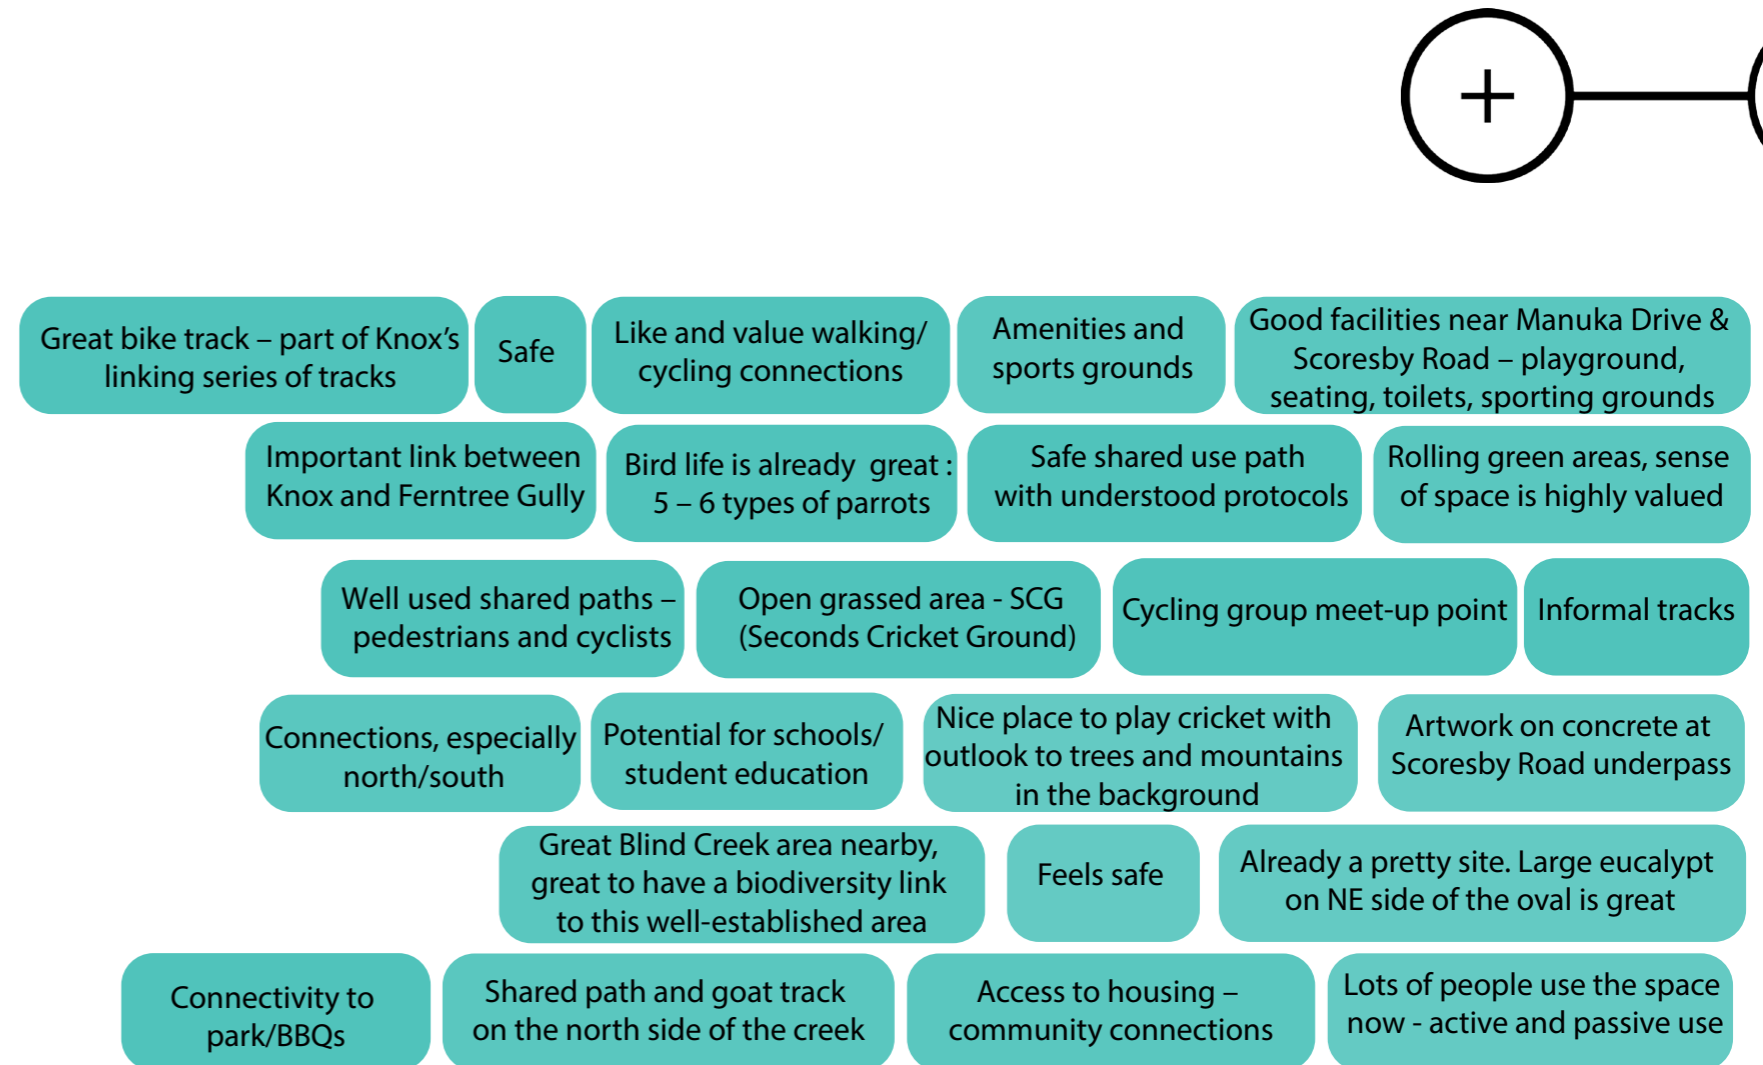 +
Great bike track – part of Knox’s
linking series of tracks
Safe
Like and value walking/
cycling connections
Amenities and
sports grounds
Good facilities near Manuka Drive &
Scoresby Road – playground,
seating, toilets, sporting grounds
Important link between
Knox and Ferntree Gully
Bird life is already  great :
5 – 6 types of parrots
Safe shared use path
with understood protocols
Rolling green areas, sense
of space is highly valued
Well used shared paths –
pedestrians and cyclists
Open grassed area - SCG
(Seconds Cricket Ground)
Cycling group meet-up point
Informal tracks
Connections, especially
north/south
Potential for schools/
student education
Nice place to play cricket with
outlook to trees and mountains
in the background
Artwork on concrete at
Scoresby Road underpass
Great Blind Creek area nearby,
great to have a biodiversity link
to this well-established area
Feels safe
Already a pretty site. Large eucalypt
on NE side of the oval is great
Connectivity to
park/BBQs
Shared path and goat track
on the north side of the creek
Access to housing –
community connections
Lots of people use the space
now - active and passive use